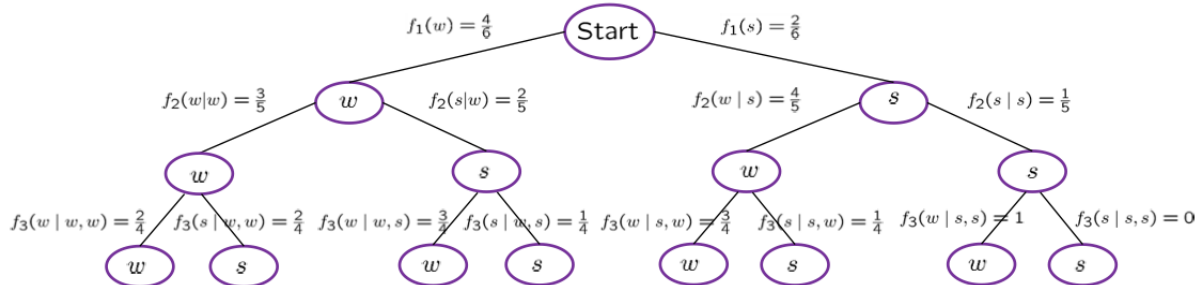 f₁(w) = 4/6 Start f₁(s) = 2/6
f₂(w|w) = 3/5 w f₂(s|w) = 2/5 f₂(w | s) = 4/5 s f₂(s | s) = 1/5
w s w s
f₃(w | w, w) = 2/4 f₃(s | w, w) = 2/4 f₃(w | w, s) = 3/4 f₃(s | w, s) = 1/4 f₃(w | s, w) = 3/4 f₃(s | s, w) = 1/4 f₃(w | s, s) = 1 f₃(s | s, s) = 0
w s w s w s w s